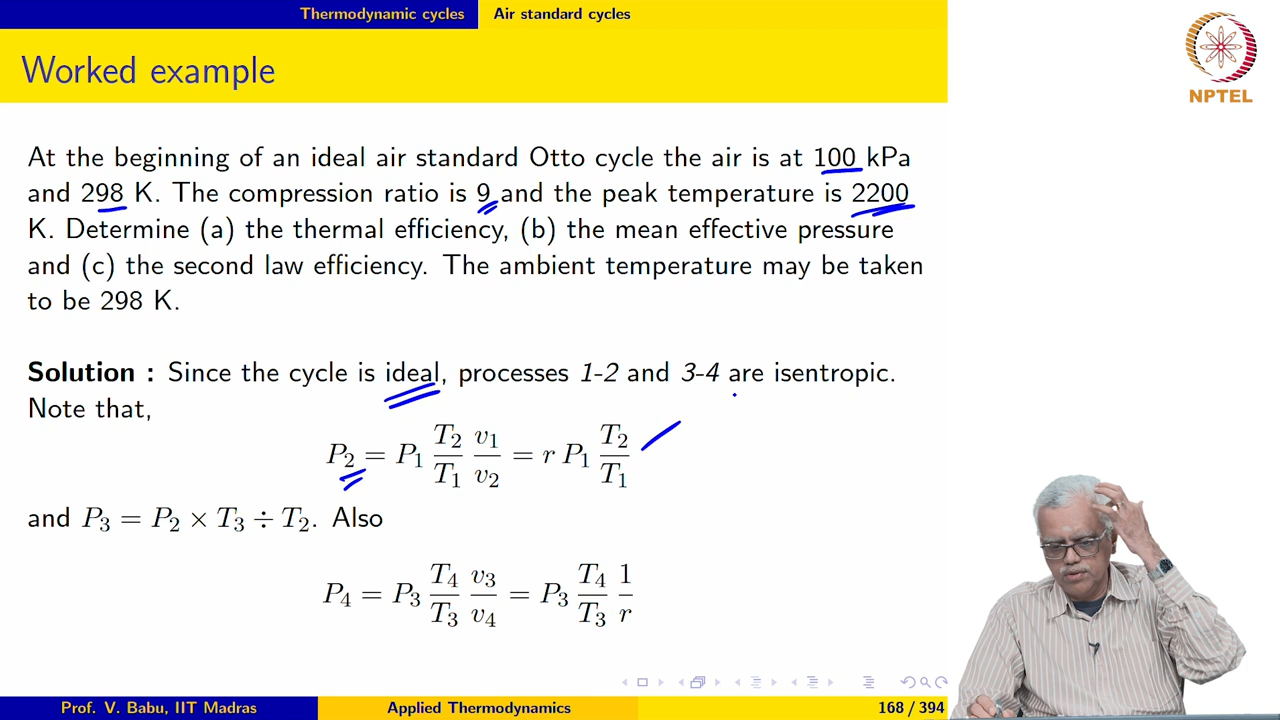 Thermodynamic cycles Air standard cycles
Worked example
NPTEL
At the beginning of an ideal air standard Otto cycle the air is at 100 kPa
and 298 K. The compression ratio is 9 and the peak temperature is 2200
K. Determine (a) the thermal efficiency, (b) the mean effective pressure
and (c) the second law efficiency. The ambient temperature may be taken
to be 298 K.
Solution : Since the cycle is ideal, processes 1-2 and 3-4 are isentropic.
Note that,
P₂ = P₁ T₂/T₁ v₁/v₂ = r P₁ T₂/T₁
and P₃ = P₂ × T₃ ÷ T₂. Also
P₄ = P₃ T₄/T₃ v₃/v₄ = P₃ T₄/T₃ 1/r
Prof. V. Babu, IIT Madras Applied Thermodynamics 168 / 394